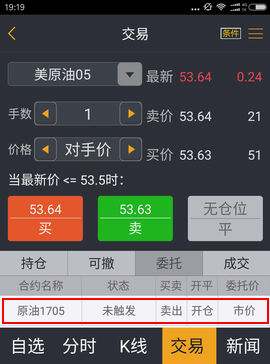 19:19
交易
条件
美原油05 最新 53.64 0.24
手数 1 卖价 53.64 21
价格 对手价 买价 53.63 51
当最新价 <= 53.5时:
53.64 53.63 无仓位
买 卖 平
持仓 可撤 委托 成交
合约名称 状态 买卖 开平 委托价
原油1705 未触发 卖出 开仓 市价
自选 分时 K线 交易 新闻